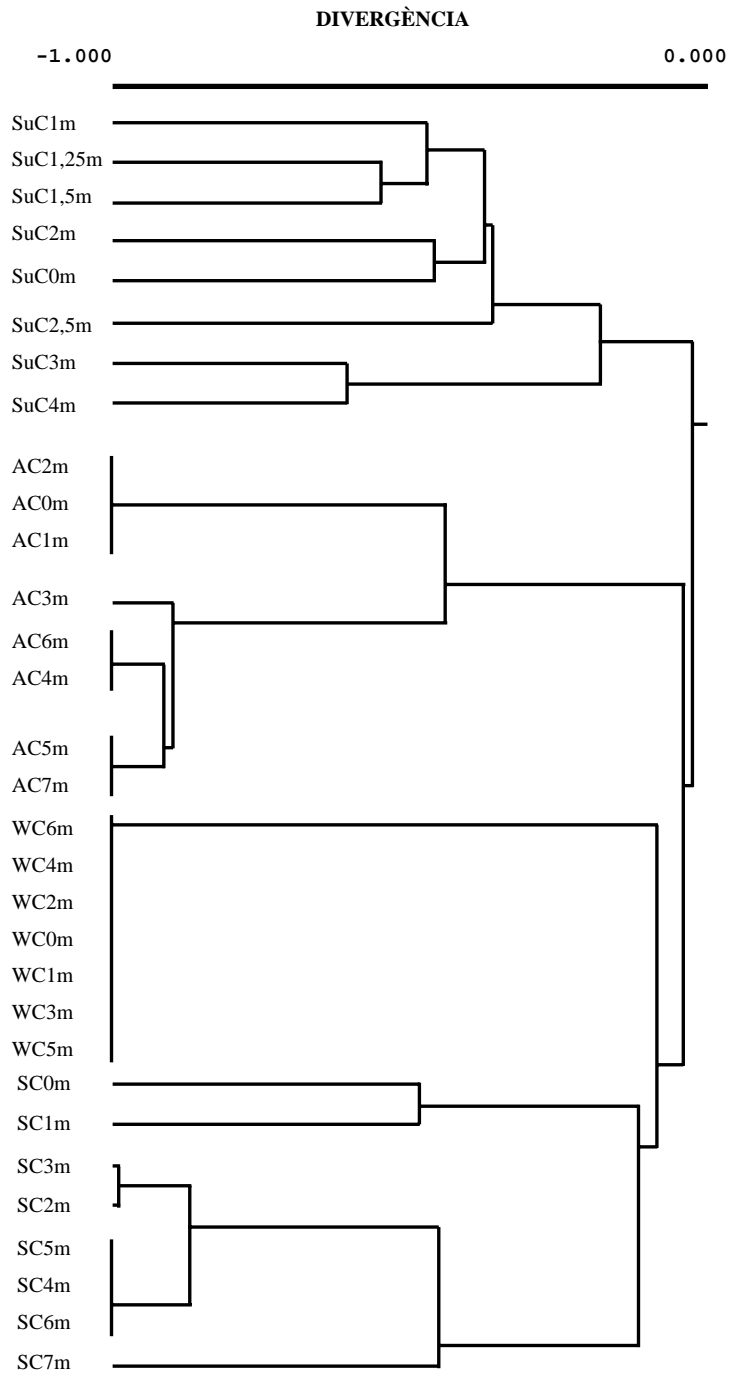 DIVERGÈNCIA
-1.000 0.000
SuC1m
SuC1,25m
SuC1,5m
SuC2m
SuC0m
SuC2,5m
SuC3m
SuC4m
AC2m
AC0m
AC1m
AC3m
AC6m
AC4m
AC5m
AC7m
WC6m
WC4m
WC2m
WC0m
WC1m
WC3m
WC5m
SC0m
SC1m
SC3m
SC2m
SC5m
SC4m
SC6m
SC7m